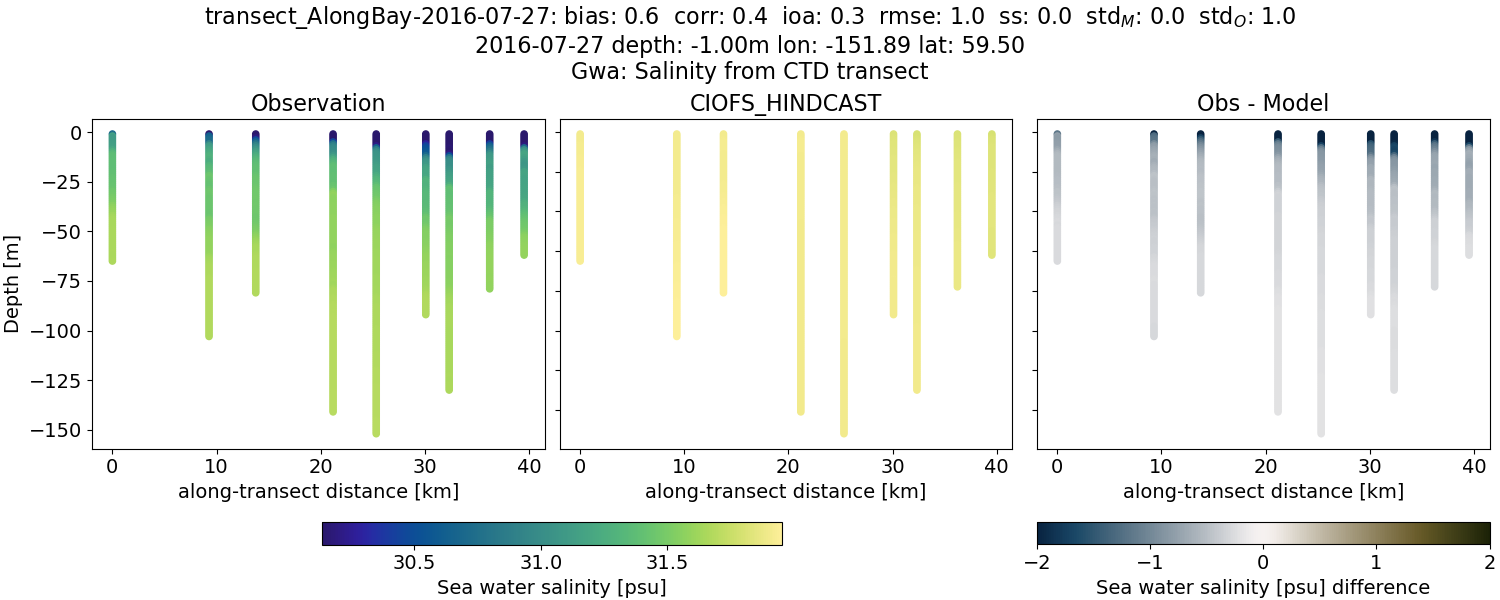 transect_AlongBay-2016-07-27: bias: 0.6 corr: 0.4 ioa: 0.3 rmse: 1.0 ss: 0.0 std_M: 0.0 std_O: 1.0
2016-07-27 depth: -1.00m lon: -151.89 lat: 59.50
Gwa: Salinity from CTD transect
Observation
CIOFS_HINDCAST
Obs - Model
Depth [m]
0
−25
−50
−75
−100
−125
−150
0 10 20 30 40
0 10 20 30 40
0 10 20 30 40
along-transect distance [km]
along-transect distance [km]
along-transect distance [km]
30.5 31.0 31.5
Sea water salinity [psu]
−2 −1 0 1 2
Sea water salinity [psu] difference